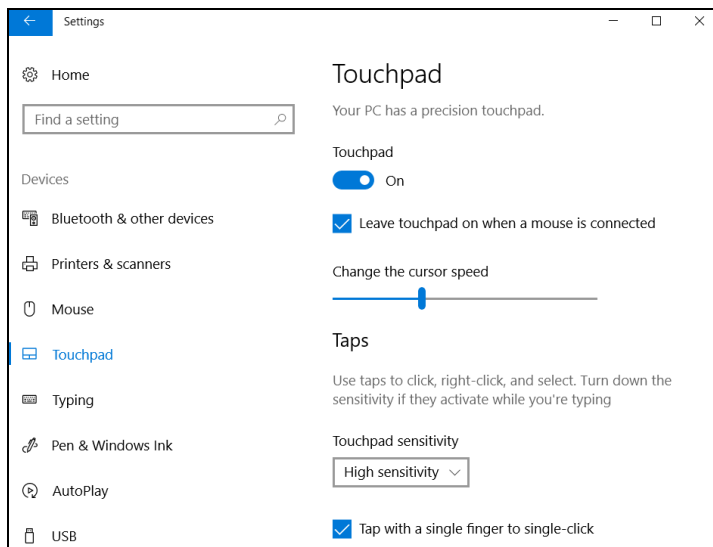 Settings
Home
Find a setting
Devices
Bluetooth & other devices
Printers & scanners
Mouse
Touchpad
Typing
Pen & Windows Ink
AutoPlay
USB
Touchpad
Your PC has a precision touchpad.
Touchpad
On
Leave touchpad on when a mouse is connected
Change the cursor speed
Taps
Use taps to click, right-click, and select. Turn down the
sensitivity if they activate while you're typing
Touchpad sensitivity
High sensitivity
Tap with a single finger to single-click